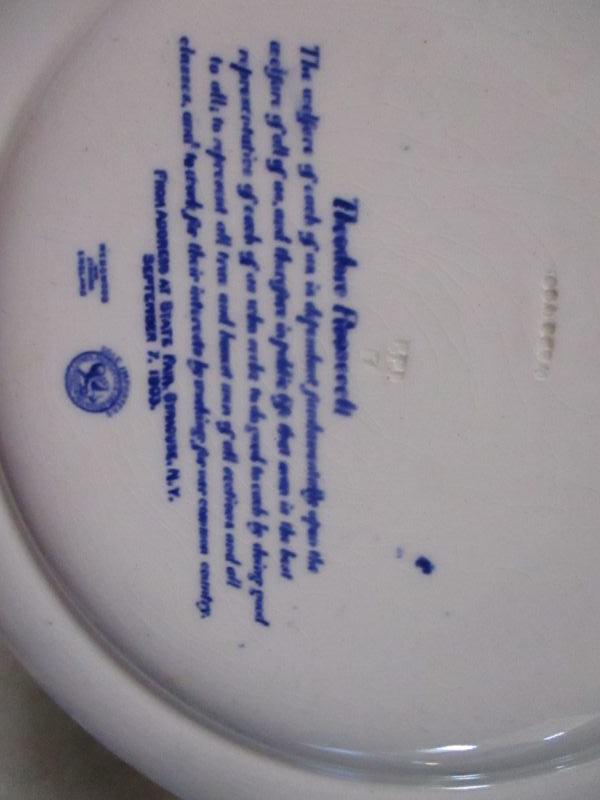 Theodore Roosevelt
The welfare of each of us is dependent fundamentally upon the
welfare of all of us, and therefore in public life that man is the best
representative of each of us who seeks to do good to each by doing good
to all; to represent all true and honest men of all sections and all
classes, and to work for their interests by working for our common country.
FROM ADDRESS AT STATE FAIR, SYRACUSE, N.Y.
SEPTEMBER 7, 1903.
WEDGWOOD
ENGLAND